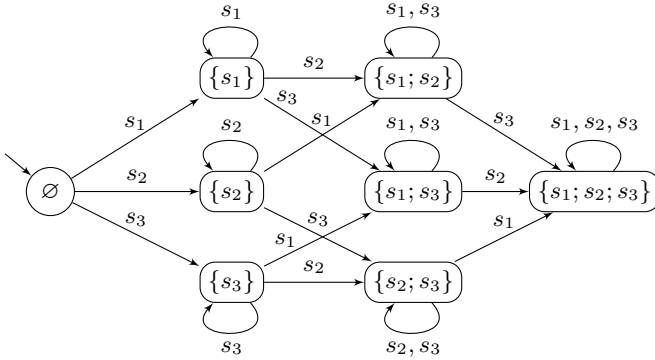 s₁
s₁, s₃
{s₁}
s₂
{s₁; s₂}
s₃
s₁
s₁
s₃
s₂
s₁, s₃
s₁, s₂, s₃
∅
s₂
{s₂}
{s₁; s₃}
s₂
{s₁; s₂; s₃}
s₃
s₃
s₁
s₁
{s₃}
s₂
{s₂; s₃}
s₃
s₂, s₃